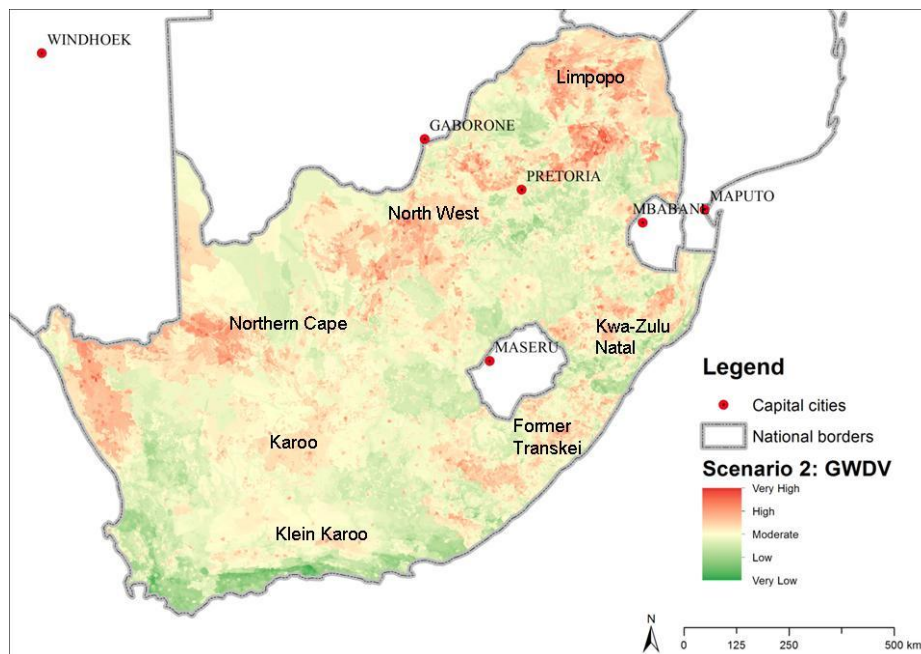 WINDHOEK
Limpopo
GABORONE
PRETORIA
MAPUTO
MBABANE
North West
Northern Cape
Kwa-Zulu
Natal
MASERU
Former
Transkei
Karoo
Klein Karoo
Legend
Capital cities
National borders
Scenario 2: GWDV
Very High
High
Moderate
Low
Very Low
N
0 125 250 500 km